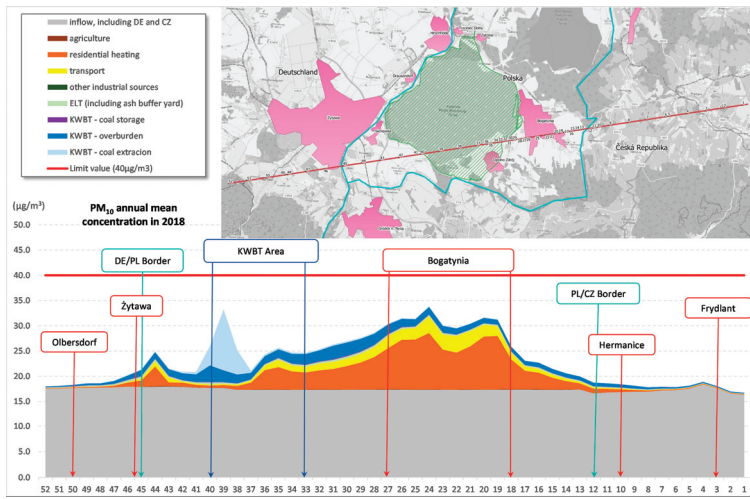 inflow, including DE and CZ
agriculture
residential heating
transport
other industrial sources
ELT (including ash buffer yard)
KWBT - coal storage
KWBT - overburden
KWBT - coal extracion
Limit value (40µg/m3)
Deutschland
Polska
Česká Republika
(µg/m³)
PM₁₀ annual mean
concentration in 2018
50.0
45.0
40.0
35.0
30.0
25.0
20.0
15.0
10.0
5.0
0.0
DE/PL Border
KWBT Area
Bogatynia
Żytawa
PL/CZ Border
Olbersdorf
Hermanice
Frydlant
52 51 50 49 48 47 46 45 44 43 42 41 40 39 38 37 36 35 34 33 32 31 30 29 28 27 26 25 24 23 22 21 20 19 18 17 16 15 14 13 12 11 10 9 8 7 6 5 4 3 2 1